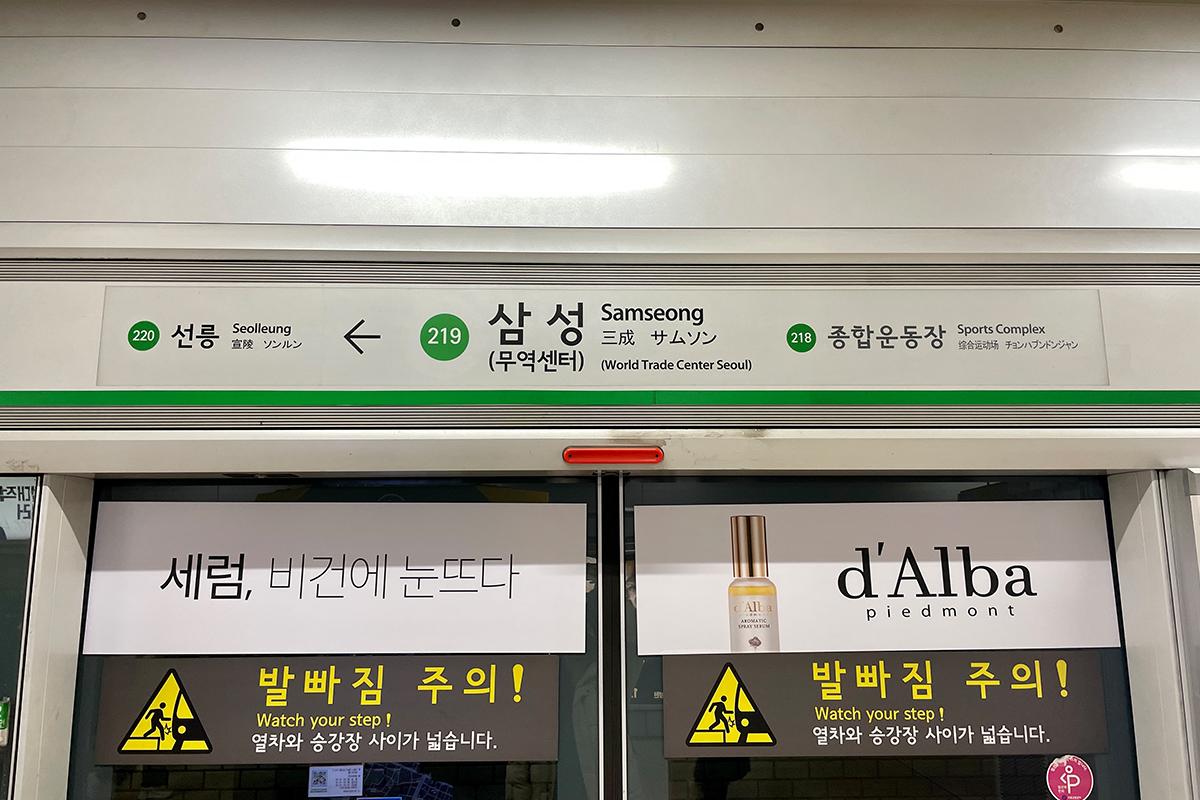 220 선릉 Seolleung
宣陵 ソンルン
←
219 삼성 Samseong
三成 サムソン
(무역센터) (World Trade Center Seoul)
218 종합운동장 Sports Complex
综合运动场 チョンハプンドンジャン
세럼, 비건에 눈뜨다
d'Alba
piedmont
d'Alba
AROMATIC
SPRAY SERUM
발빠짐 주의!
Watch your step!
열차와 승강장 사이가 넓습니다.
발빠짐 주의!
Watch your step!
열차와 승강장 사이가 넓습니다.